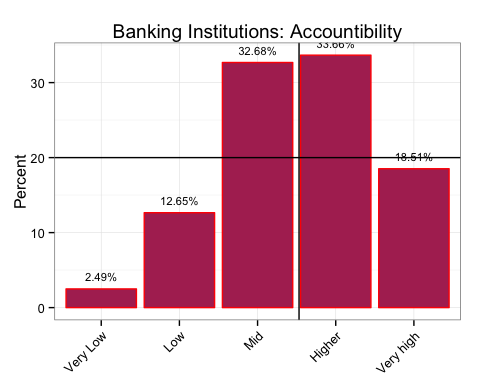 Banking Institutions: Accountibility
Percent
30
20
10
0
2.49%
12.65%
32.68%
33.66%
18.51%
Very Low
Low
Mid
Higher
Very high